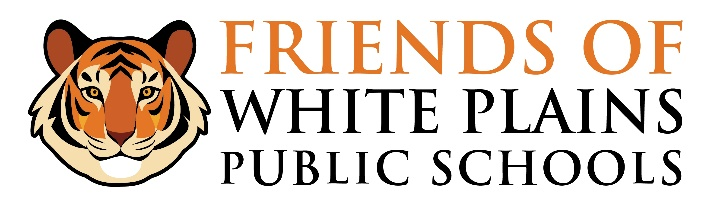 FRIENDS OF
WHITE PLAINS
PUBLIC SCHOOLS